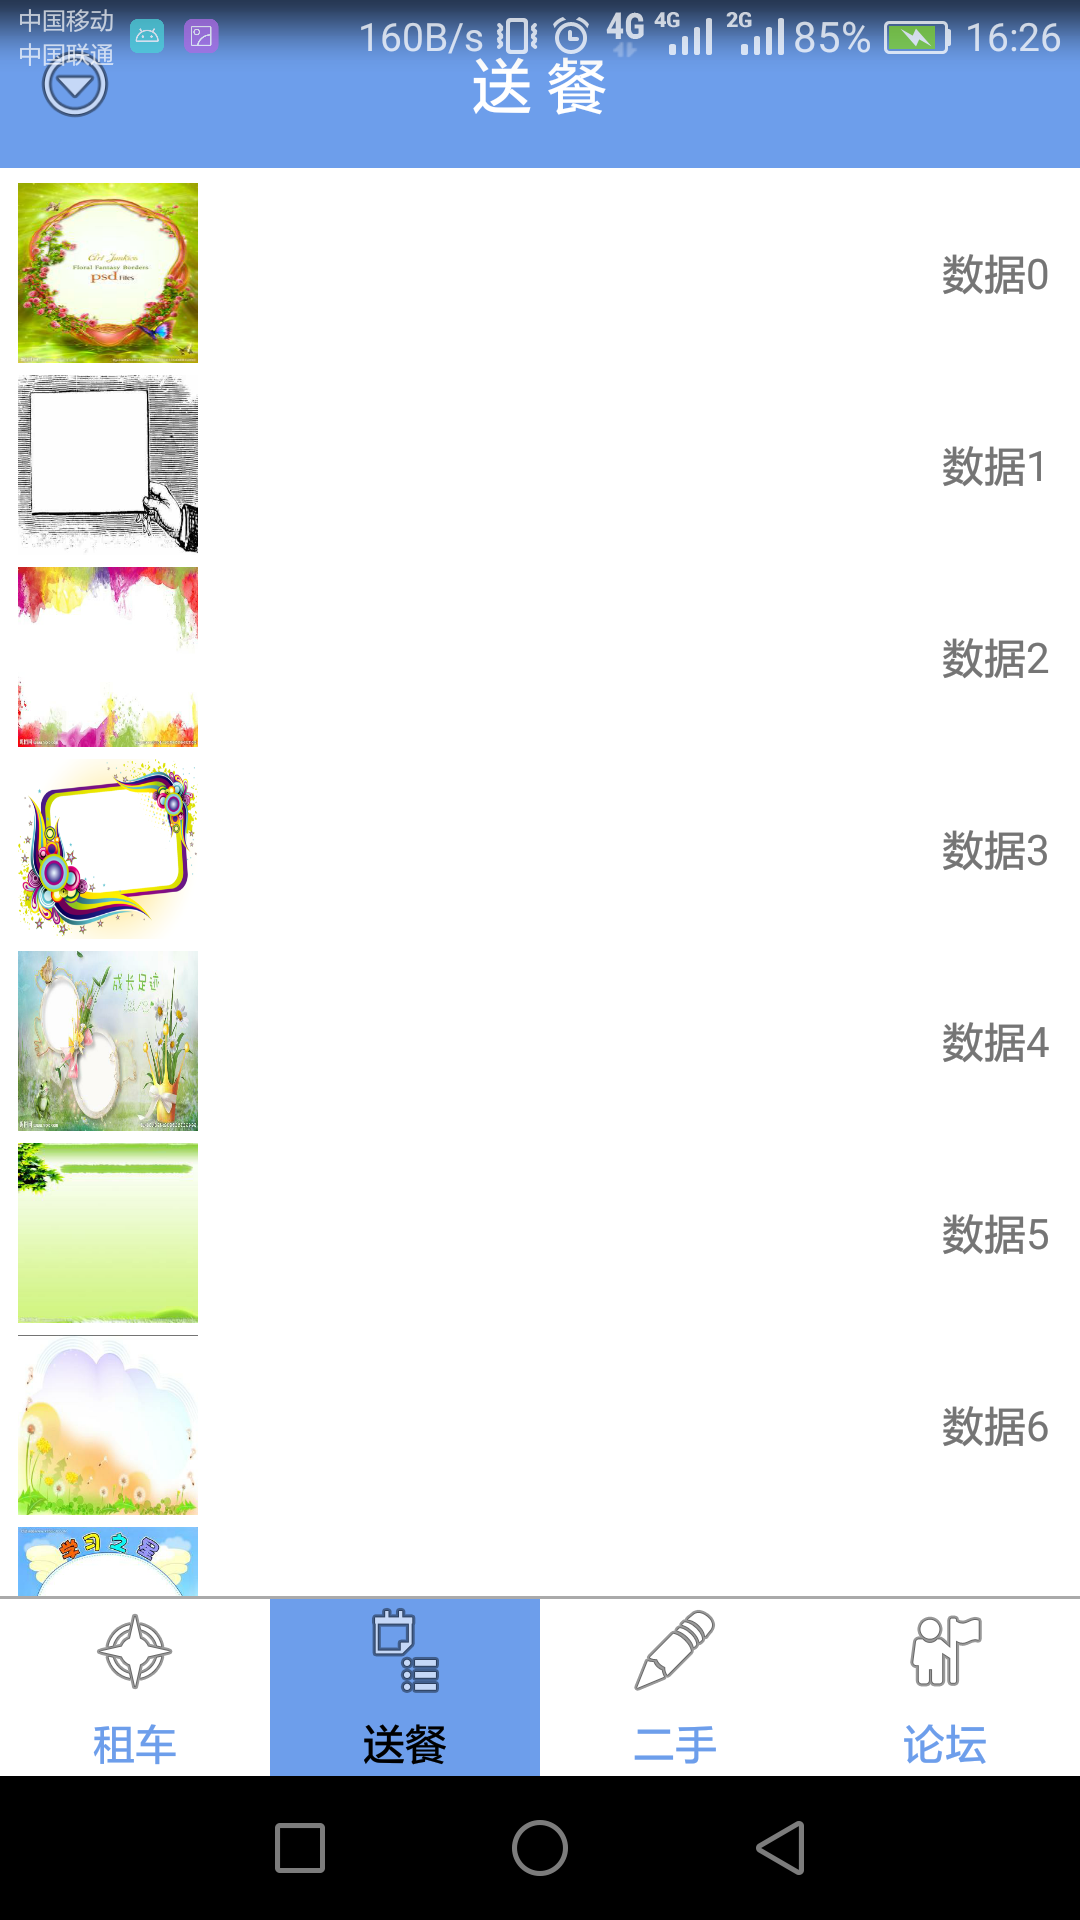 中国移动
中国联通
160B/s 4G 4G 2G 85% 16:26
送 餐
Floral Fantasy Borders
psd Files
数据0
数据1
数据2
数据3
成长足迹
数据4
数据5
数据6
学习之星
租车 送餐 二手 论坛